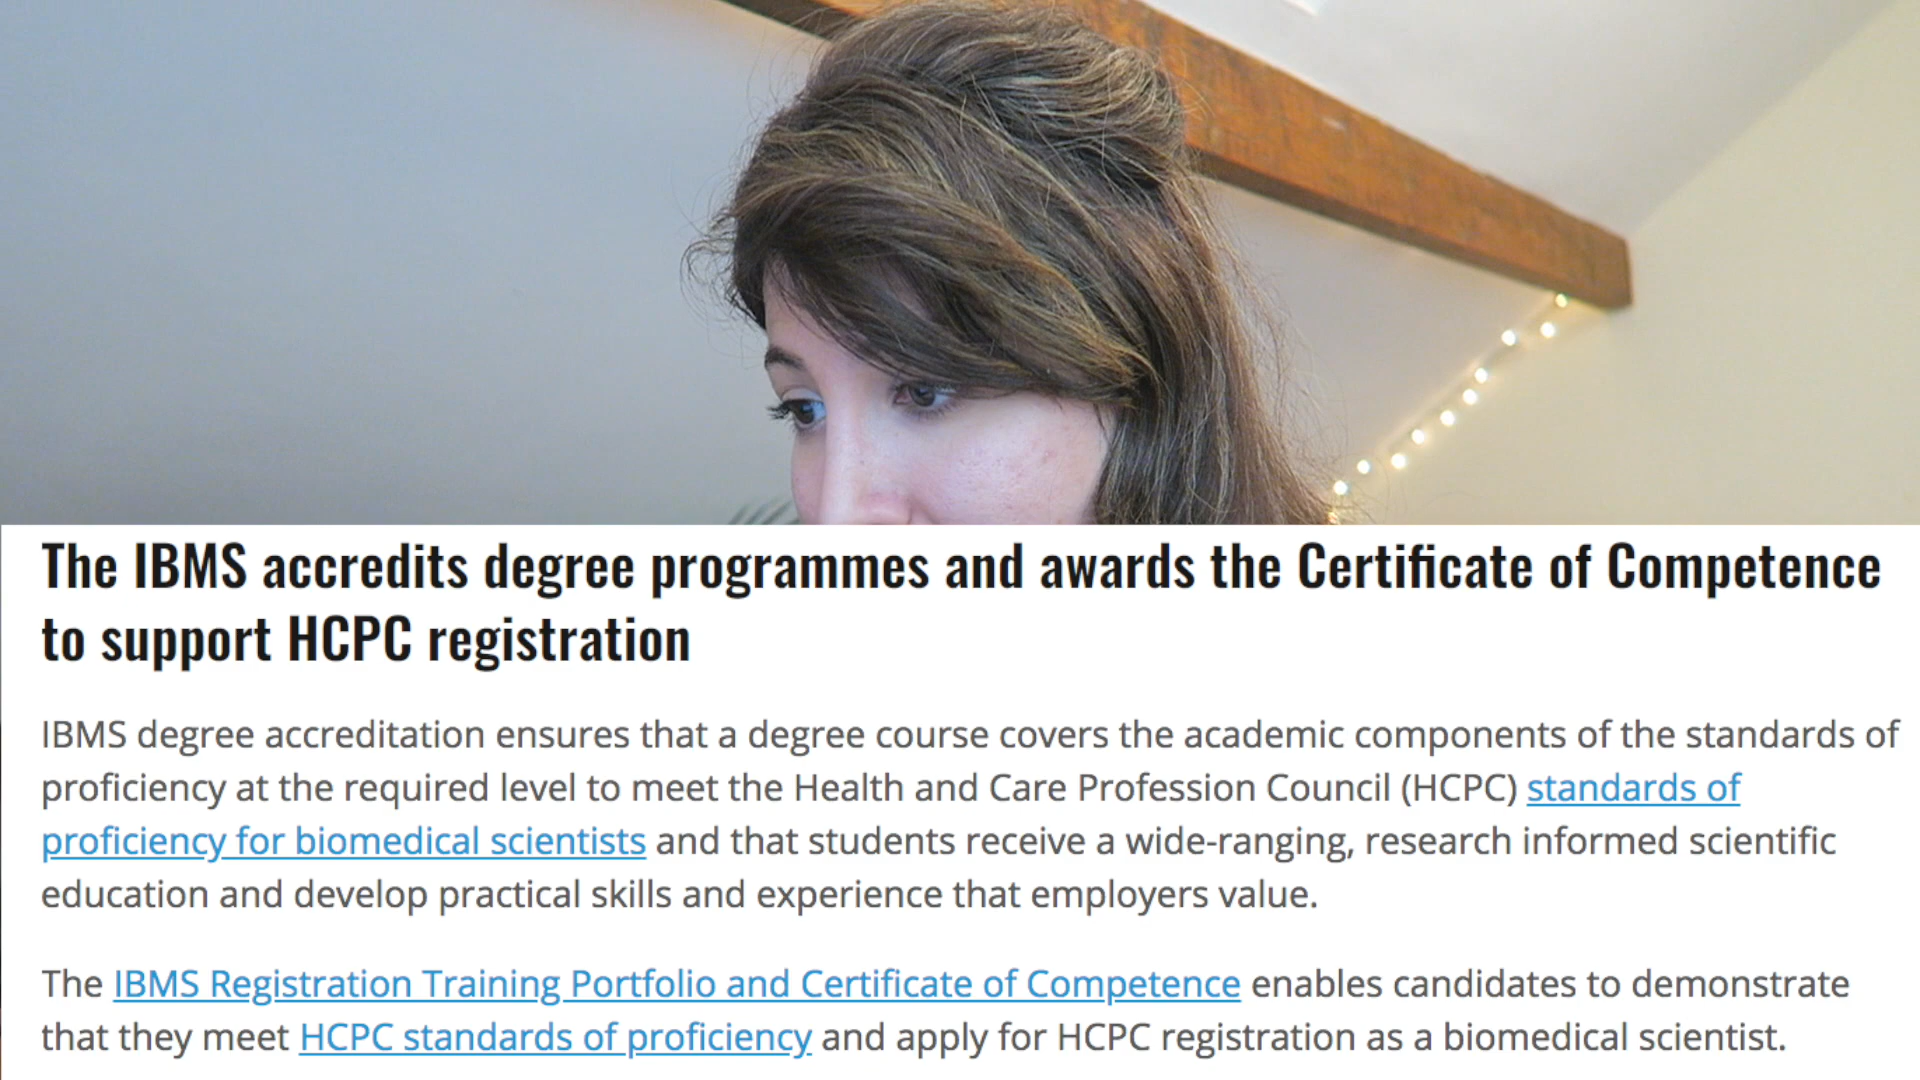 The IBMS accredits degree programmes and awards the Certificate of Competence
to support HCPC registration
IBMS degree accreditation ensures that a degree course covers the academic components of the standards of
proficiency at the required level to meet the Health and Care Profession Council (HCPC) standards of
proficiency for biomedical scientists and that students receive a wide-ranging, research informed scientific
education and develop practical skills and experience that employers value.
The IBMS Registration Training Portfolio and Certificate of Competence enables candidates to demonstrate
that they meet HCPC standards of proficiency and apply for HCPC registration as a biomedical scientist.